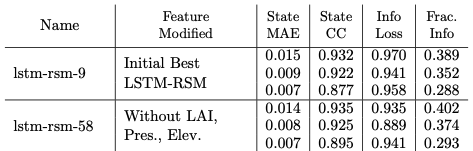 Name Feature Modified State MAE State CC Info Loss Frac. Info
lstm-rsm-9 Initial Best LSTM-RSM
0.015 0.932 0.970 0.389
0.009 0.922 0.941 0.352
0.007 0.877 0.958 0.288
lstm-rsm-58 Without LAI, Pres., Elev.
0.014 0.935 0.935 0.402
0.008 0.925 0.889 0.374
0.007 0.895 0.941 0.293